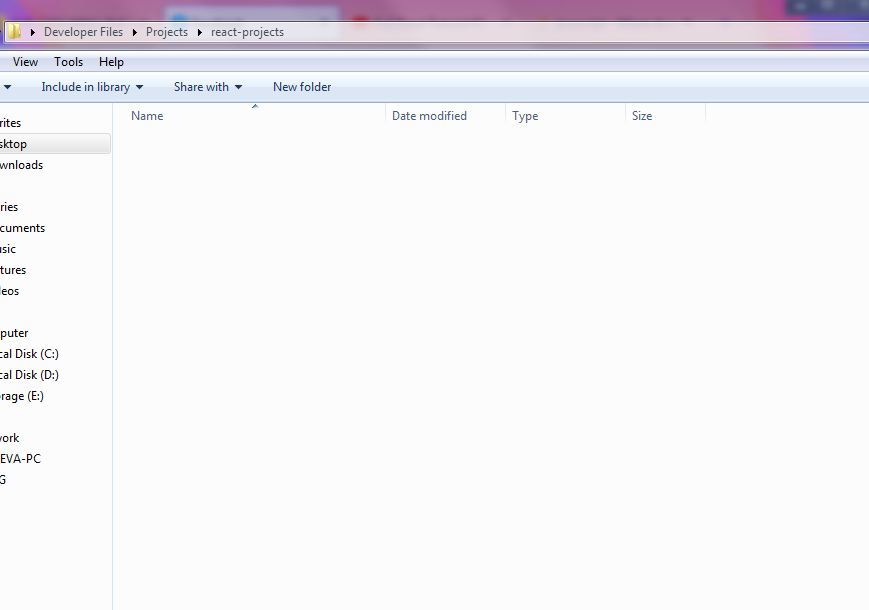 Developer Files Projects react-projects
View Tools Help
Include in library Share with New folder
Name Date modified Type Size
rites
sktop
wnloads
ries
cuments
usic
tures
leos
puter
cal Disk (C:)
cal Disk (D:)
orage (E:)
work
EVA-PC
G